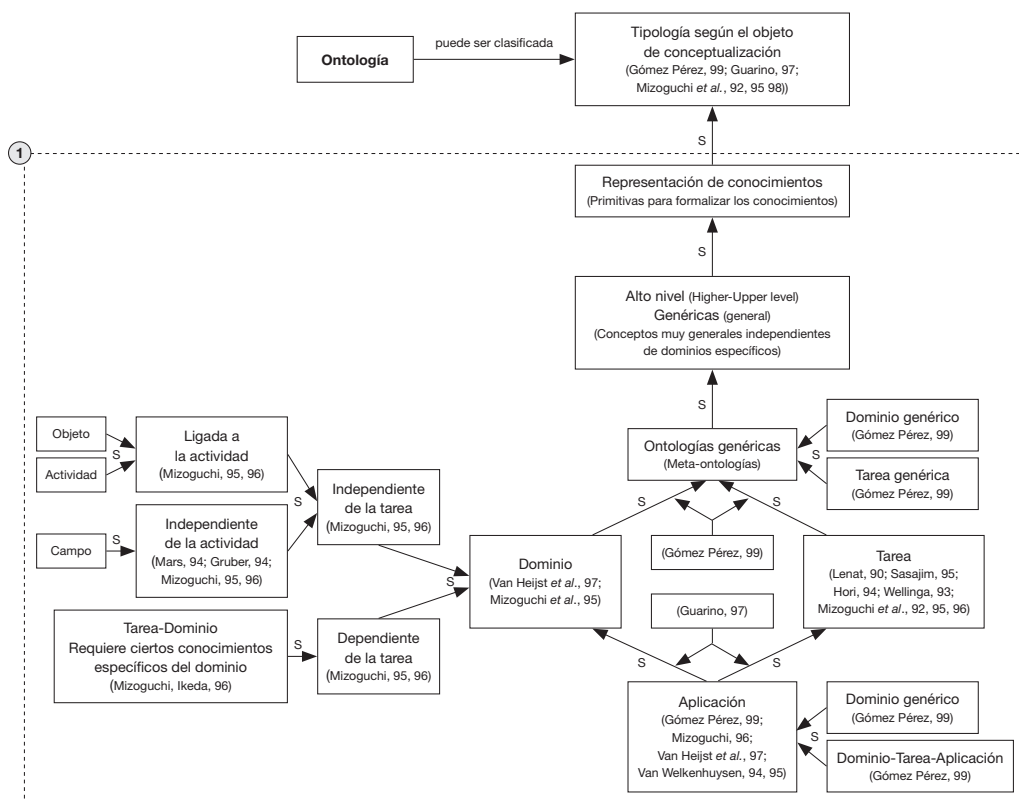 Ontología
puede ser clasificada
Tipología según el objeto
de conceptualización
(Gómez Pérez, 99; Guarino, 97;
Mizoguchi et al., 92, 95 98))
S
1
Representación de conocimientos
(Primitivas para formalizar los conocimientos)
S
Alto nivel (Higher-Upper level)
Genéricas (general)
(Conceptos muy generales independientes
de dominios específicos)
S
Ontologías genéricas
(Meta-ontologías)
Dominio genérico
(Gómez Pérez, 99)
S
Tarea genérica
(Gómez Pérez, 99)
Objeto
S
Actividad
Ligada a
la actividad
(Mizoguchi, 95, 96)
Campo
S
Independiente
de la actividad
(Mars, 94; Gruber, 94;
Mizoguchi, 95, 96)
S
Independiente
de la tarea
(Mizoguchi, 95, 96)
Tarea-Dominio
Requiere ciertos conocimientos
específicos del dominio
(Mizoguchi, Ikeda, 96)
S
Dependiente
de la tarea
(Mizoguchi, 95, 96)
S
Dominio
(Van Heijst et al., 97;
Mizoguchi et al., 95)
S
S
(Gómez Pérez, 99)
(Guarino, 97)
Tarea
(Lenat, 90; Sasajim, 95;
Hori, 94; Wellinga, 93;
Mizoguchi et al., 92, 95, 96)
S
S
Aplicación
(Gómez Pérez, 99;
Mizoguchi, 96;
Van Heijst et al., 97;
Van Welkenhuysen, 94, 95)
Dominio genérico
(Gómez Pérez, 99)
S
Dominio-Tarea-Aplicación
(Gómez Pérez, 99)